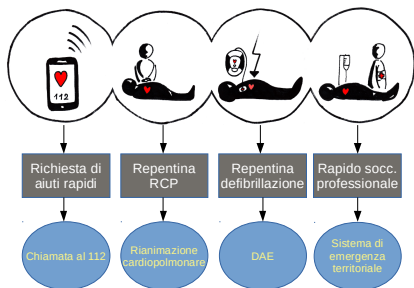 112
Richiesta di
aiuti rapidi
Repentina
RCP
Repentina
defibrillazione
Rapido socc.
professionale
Chiamata al 112
Rianimazione
cardiopolmonare
DAE
Sistema di
emergenza
territoriale